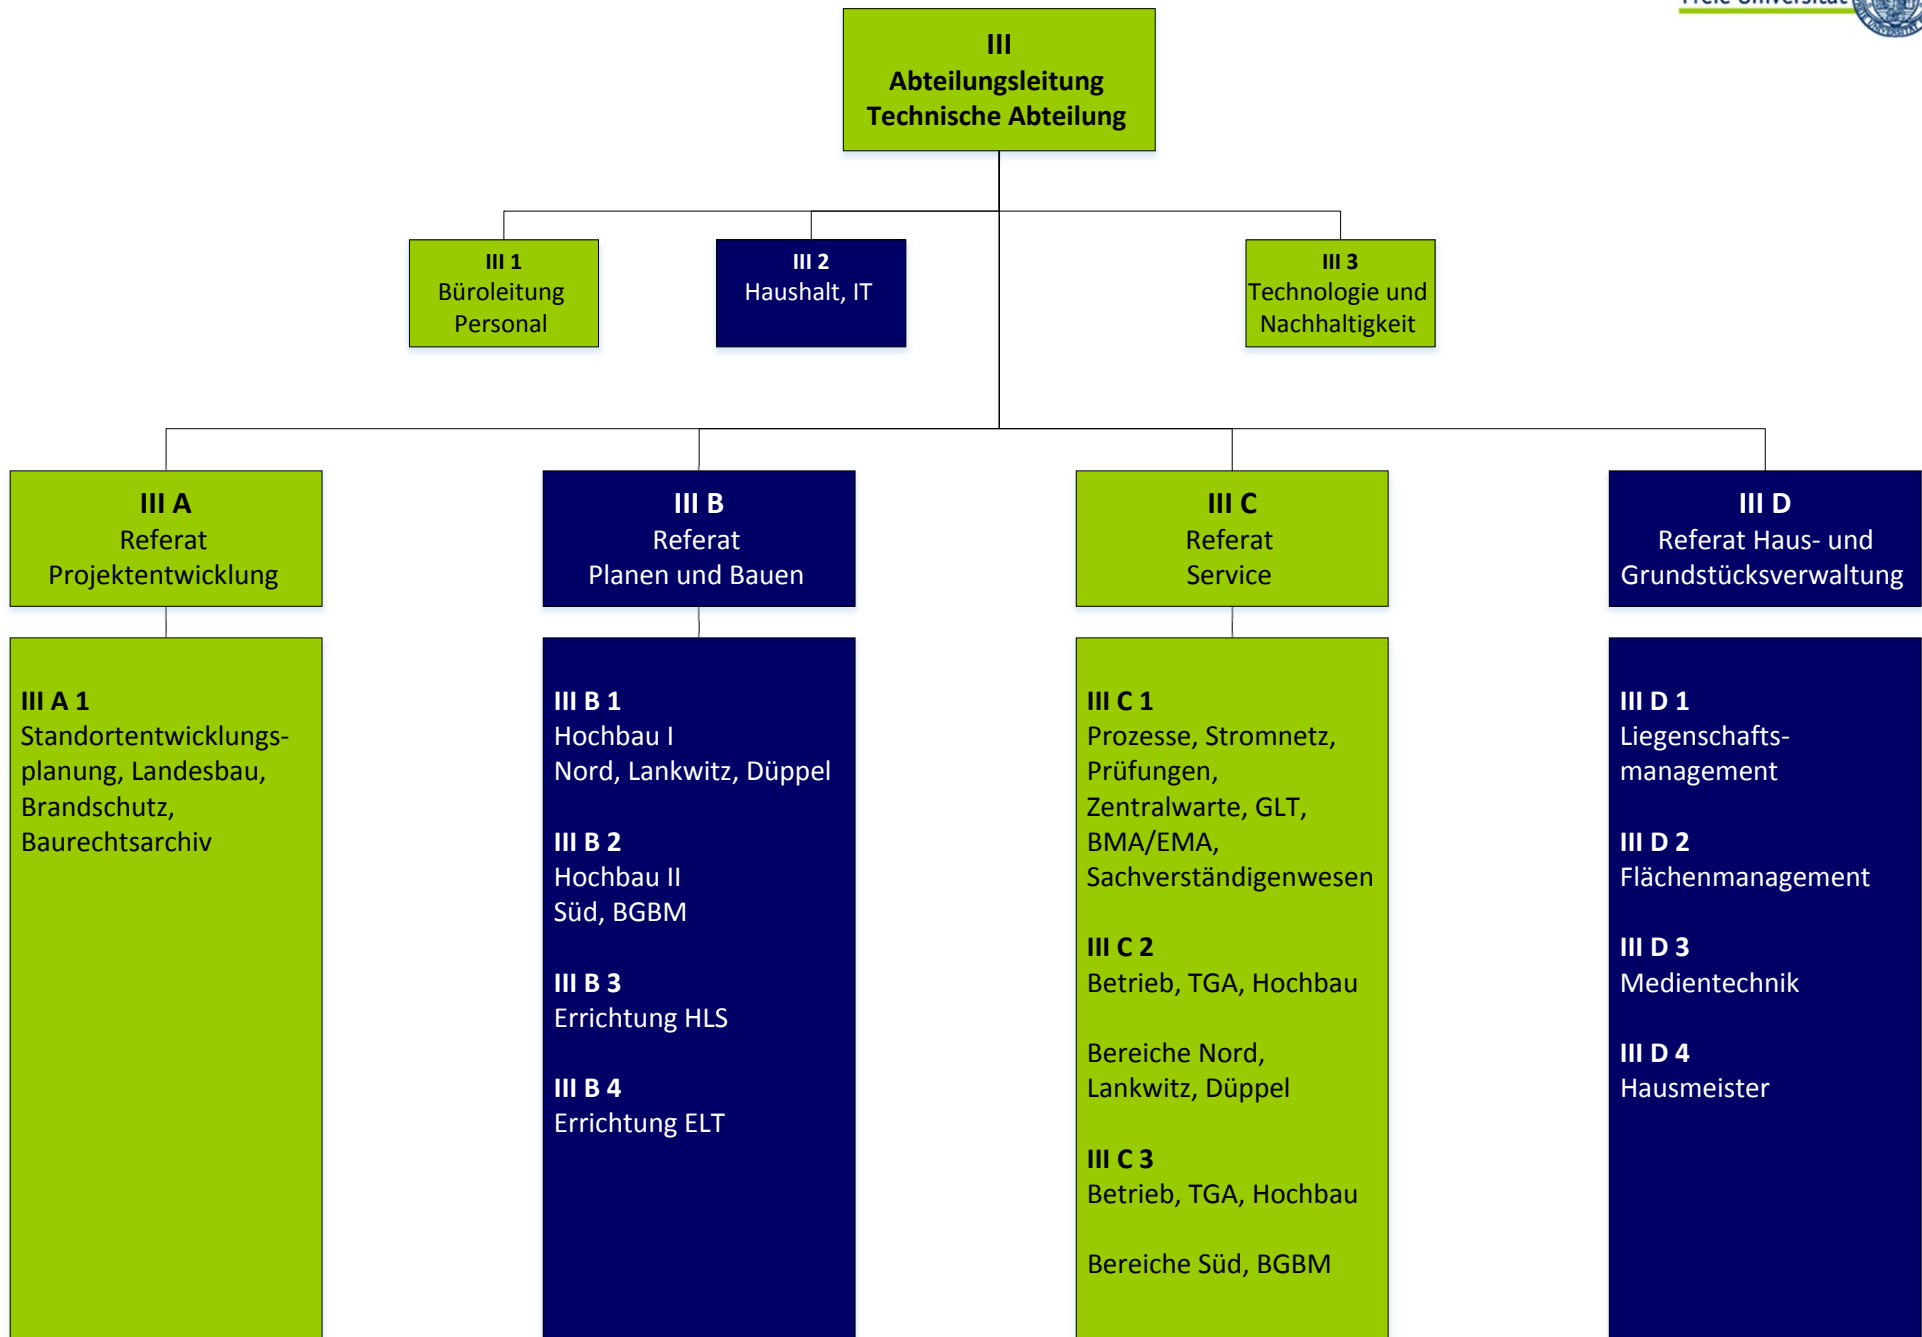 Freie Universität
III
Abteilungsleitung
Technische Abteilung
III 1
Büroleitung
Personal
III 2
Haushalt, IT
III 3
Technologie und
Nachhaltigkeit
III A
Referat
Projektentwicklung
III B
Referat
Planen und Bauen
III C
Referat
Service
III D
Referat Haus- und
Grundstücksverwaltung
III A 1
Standortentwicklungs-
planung, Landesbau,
Brandschutz,
Baurechtsarchiv
III B 1
Hochbau I
Nord, Lankwitz, Düppel
III B 2
Hochbau II
Süd, BGBM
III B 3
Errichtung HLS
III B 4
Errichtung ELT
III C 1
Prozesse, Stromnetz,
Prüfungen,
Zentralwarte, GLT,
BMA/EMA,
Sachverständigenwesen
III C 2
Betrieb, TGA, Hochbau
Bereiche Nord,
Lankwitz, Düppel
III C 3
Betrieb, TGA, Hochbau
Bereiche Süd, BGBM
III D 1
Liegenschafts-
management
III D 2
Flächenmanagement
III D 3
Medientechnik
III D 4
Hausmeister